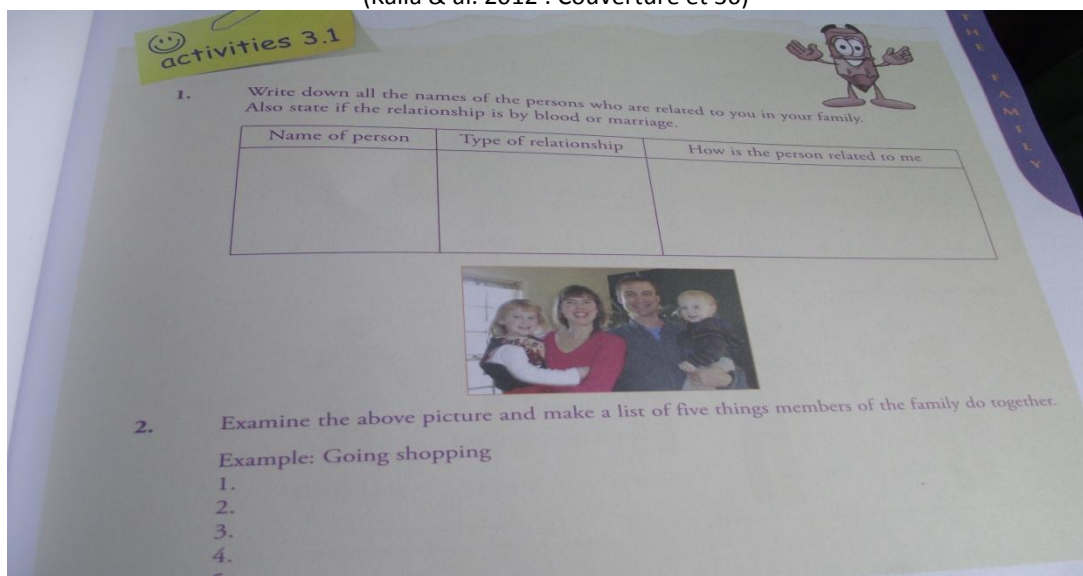 activities 3.1
THE FAMILY
1. Write down all the names of the persons who are related to you in your family.
Also state if the relationship is by blood or marriage.
Name of person Type of relationship How is the person related to me
2. Examine the above picture and make a list of five things members of the family do together.
Example: Going shopping
1.
2.
3.
4.